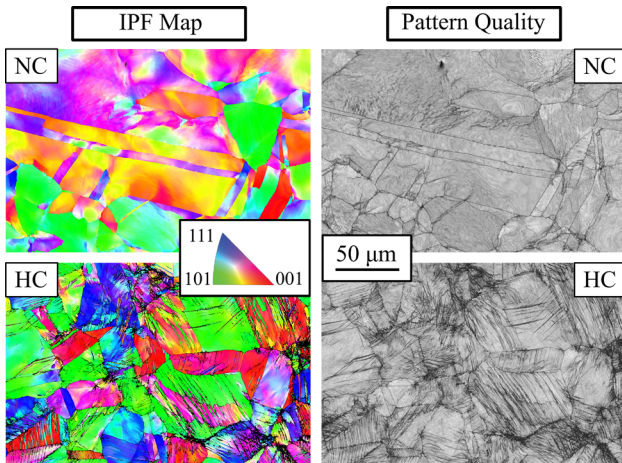 IPF Map
Pattern Quality
NC
NC
111
101
001
50 μm
HC
HC